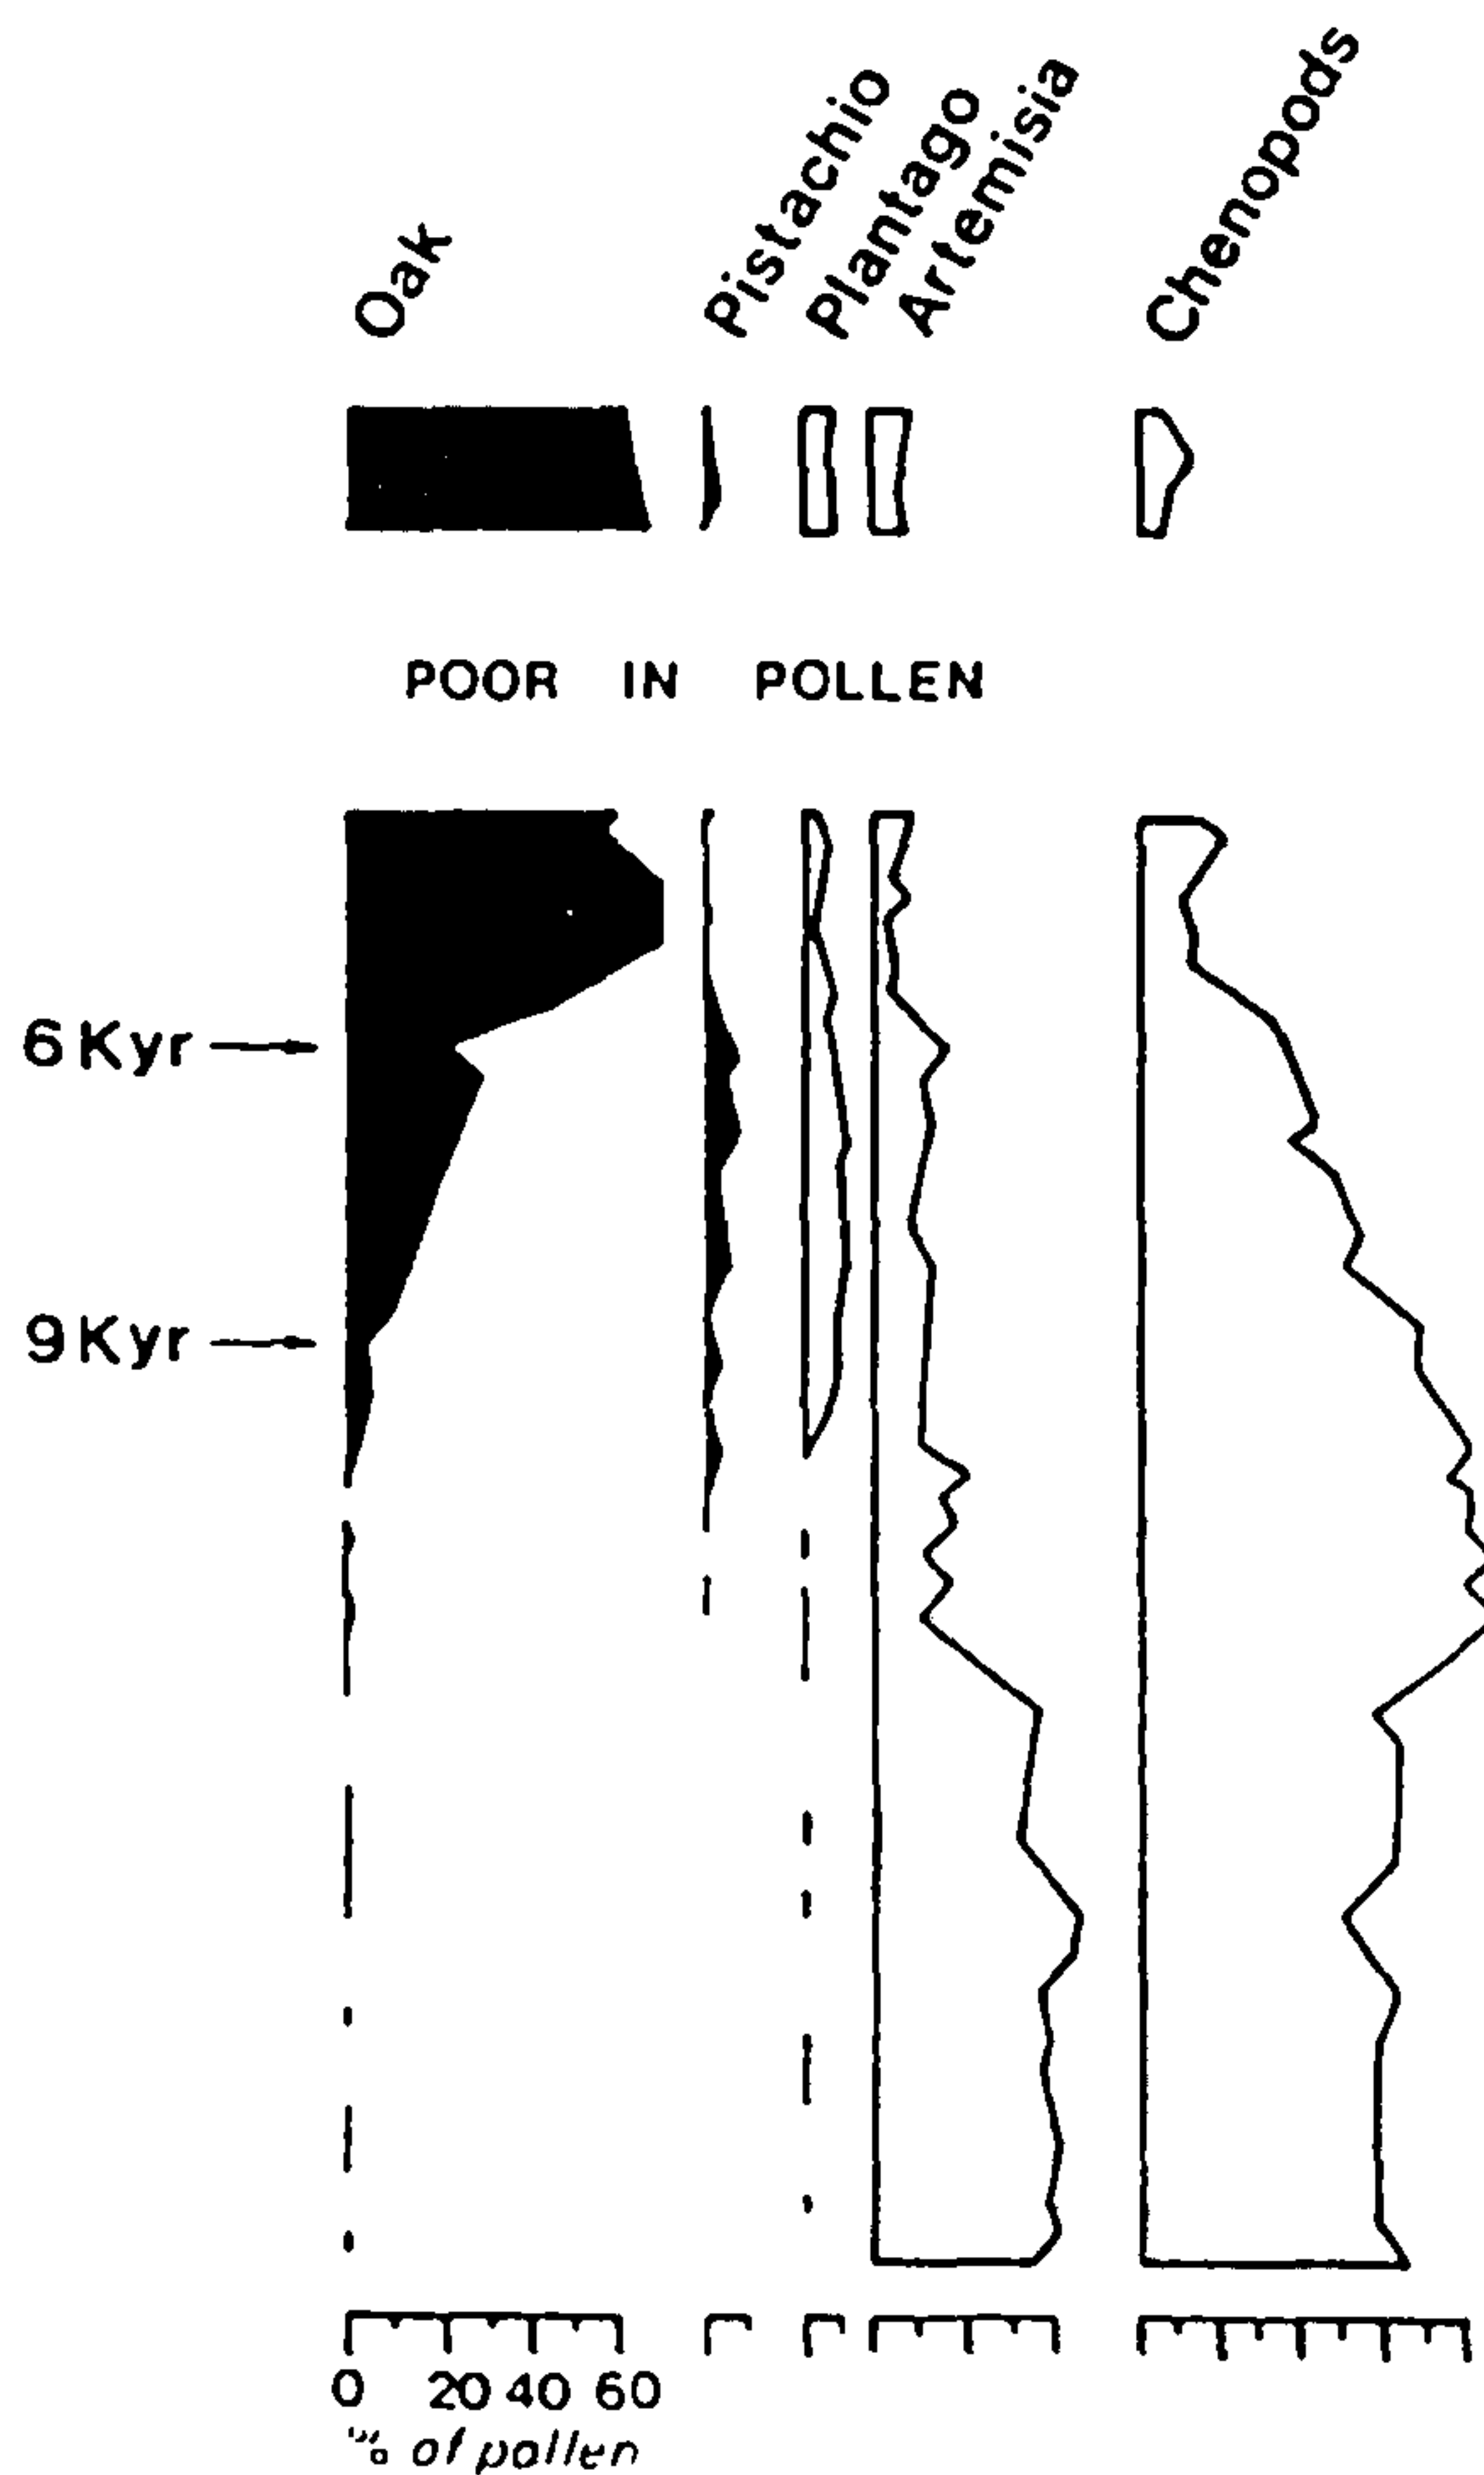 Oak
Pistachio
Plantago
Artemisia
Chenopods
POOR IN POLLEN
6 Kyr
9 Kyr
0 20 40 60
% of pollen